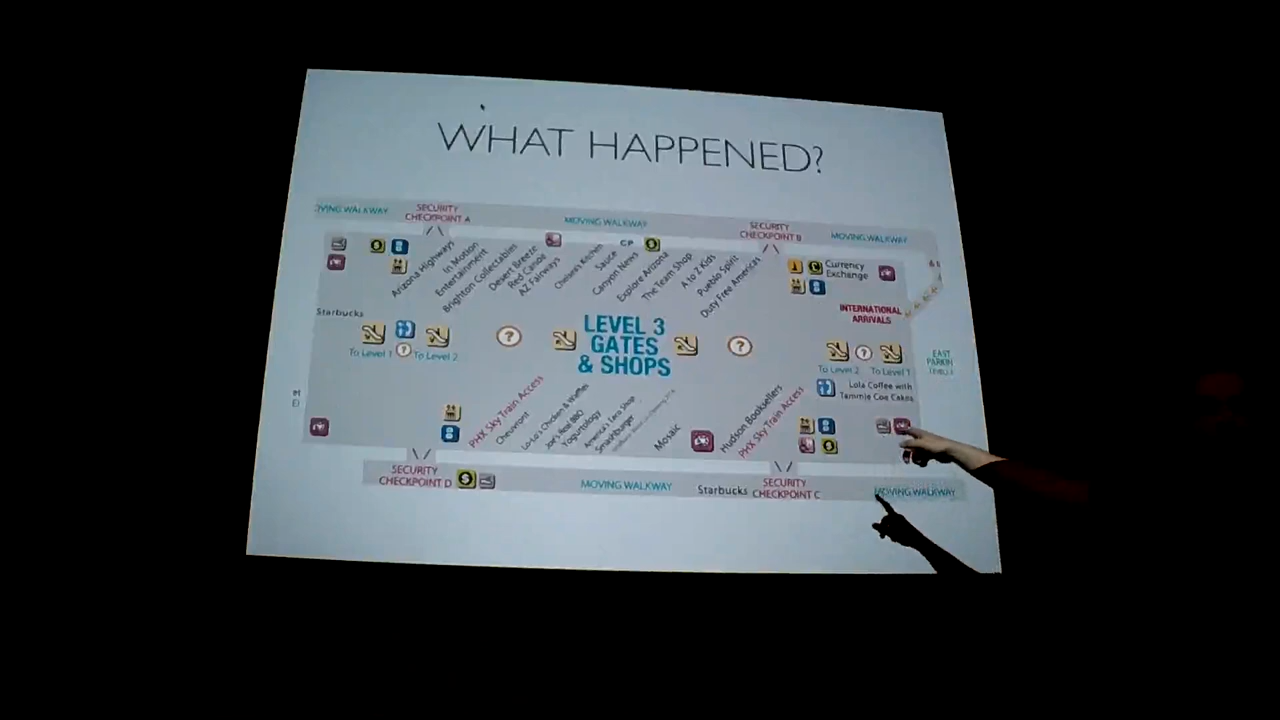 WHAT HAPPENED?
OVING WALKWAY
SECURITY
CHECKPOINT A
MOVING WALKWAY
SECURITY
CHECKPOINT B
MOVING WALKWAY
Arizona Highways
In Motion
Entertainment
Brighton Collectables
Desert Breeze
Red Canoe
AZ Fairways
Chelsea's Kitchen
Sauce
CP
Canyon News
Explore Arizona
The Team Shop
A to Z Kids
Pueblo Spirit
Duty Free Americas
Currency
Exchange
INTERNATIONAL
ARRIVALS
Starbucks
To Level 1
?
To Level 2
?
LEVEL 3
GATES
& SHOPS
?
To Level 2
?
To Level 1
EAST
Lola Coffee with
Tammie Coe Cakes
PHX Sky Train Access
Chevront
Lo-Lo's Chicken & Waffles
Joe's Real BBQ
Yogurtology
America's Taco Shop
Smashburger
Mosaic
Hudson Booksellers
PHX Sky Train Access
SECURITY
CHECKPOINT D
MOVING WALKWAY
Starbucks
SECURITY
CHECKPOINT C
MOVING WALKWAY